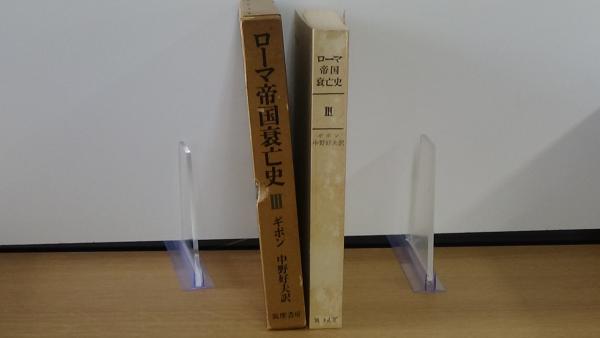 ローマ帝国衰亡史 III ギボン 中野好夫訳 筑摩書房
ローマ
帝国
衰亡史
III
ギボン
中野好夫訳